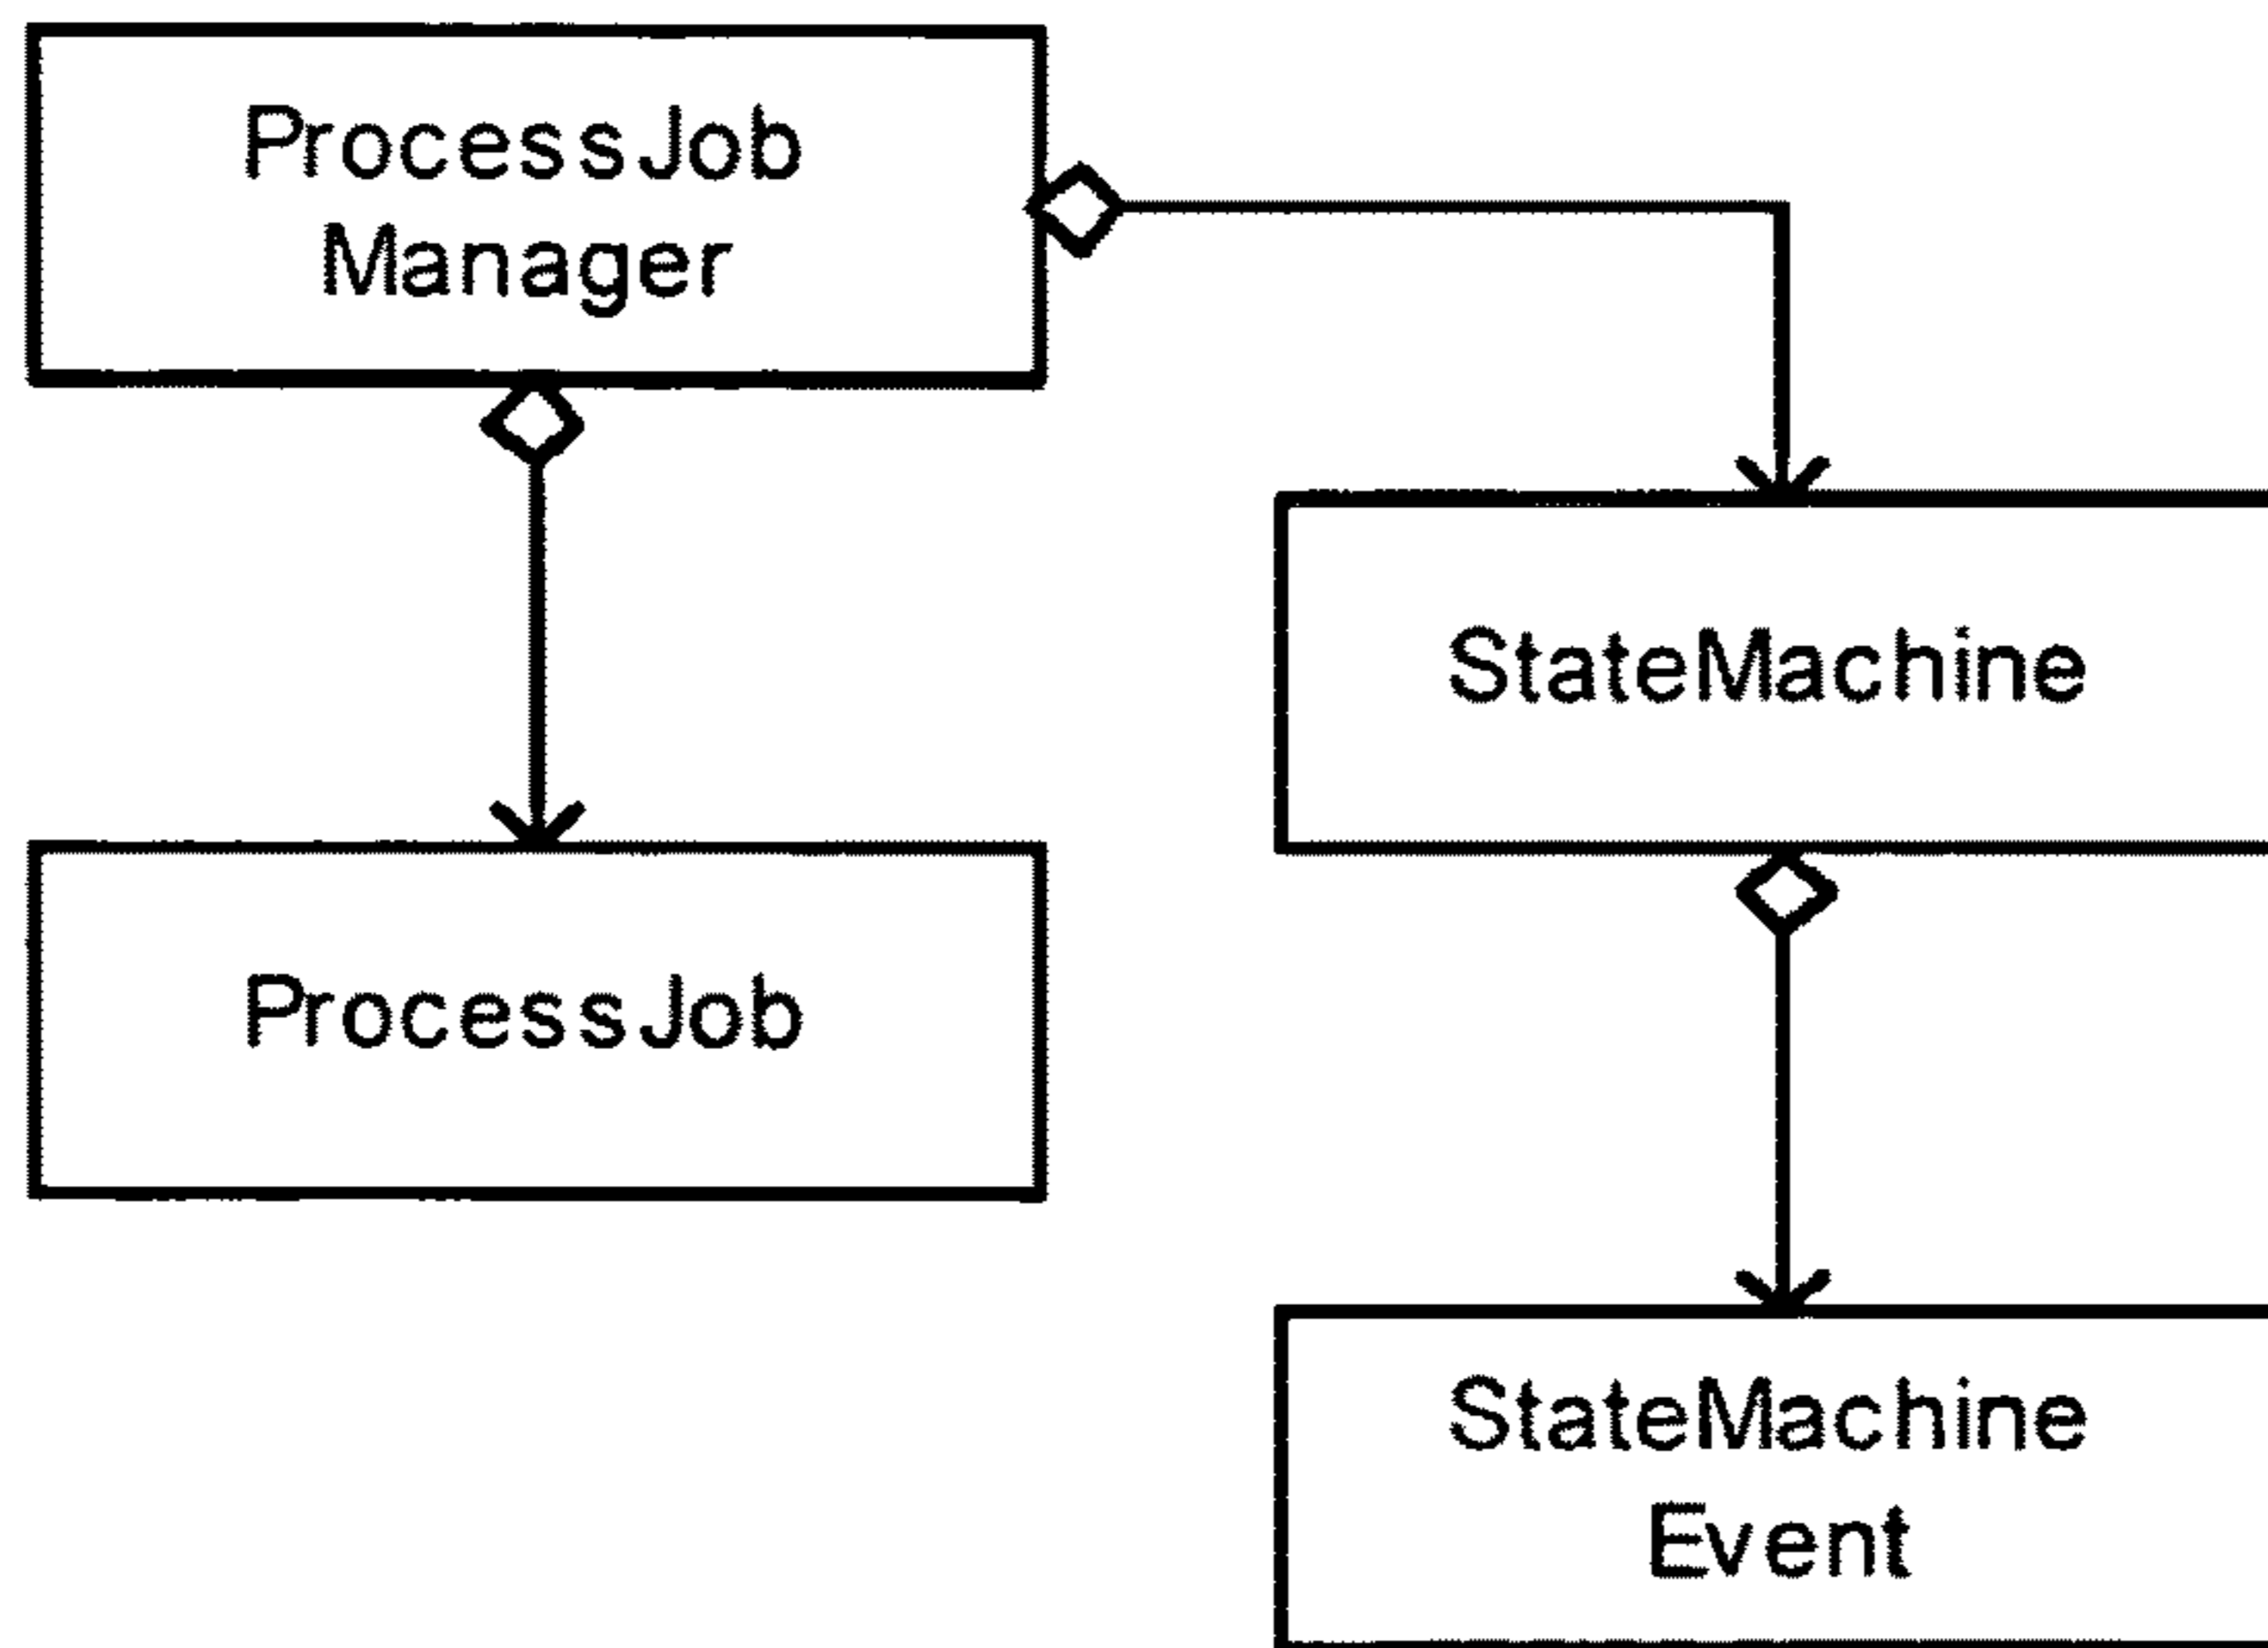 ProcessJob
Manager
StateMachine
ProcessJob
StateMachine
Event